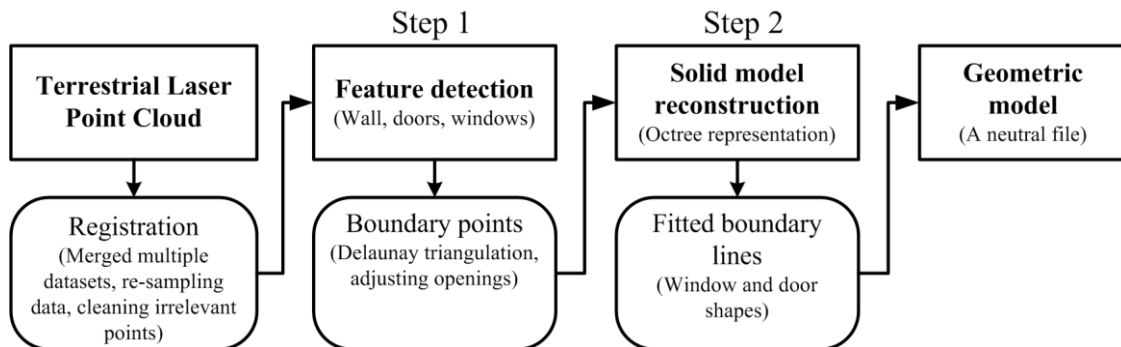 Step 1
Step 2
Terrestrial Laser
Point Cloud
Feature detection
(Wall, doors, windows)
Solid model
reconstruction
(Octree representation)
Geometric
model
(A neutral file)
Registration
(Merged multiple
datasets, re-sampling
data, cleaning irrelevant
points)
Boundary points
(Delaunay triangulation,
adjusting openings)
Fitted boundary
lines
(Window and door
shapes)